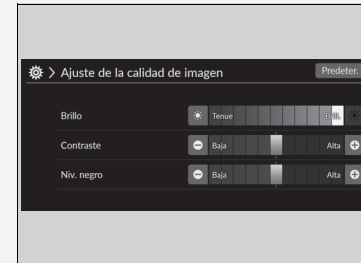 Ajuste de la calidad de imagen Predeter.
Brillo Tenue Brill.
Contraste Baja Alta
Niv. negro Baja Alta